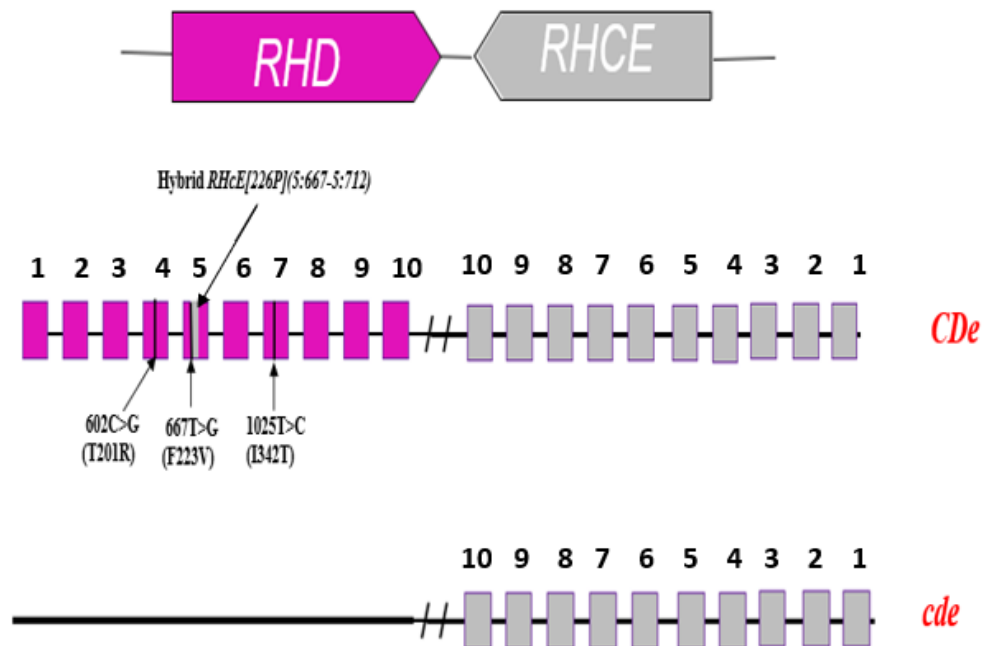 RHD RHCE
Hybrid RHcE[226P](5:667-5:712)
1 2 3 4 5 6 7 8 9 10 10 9 8 7 6 5 4 3 2 1
CDe
602C>G 667T>G 1025T>C
(T201R) (F223V) (I342T)
10 9 8 7 6 5 4 3 2 1
cde